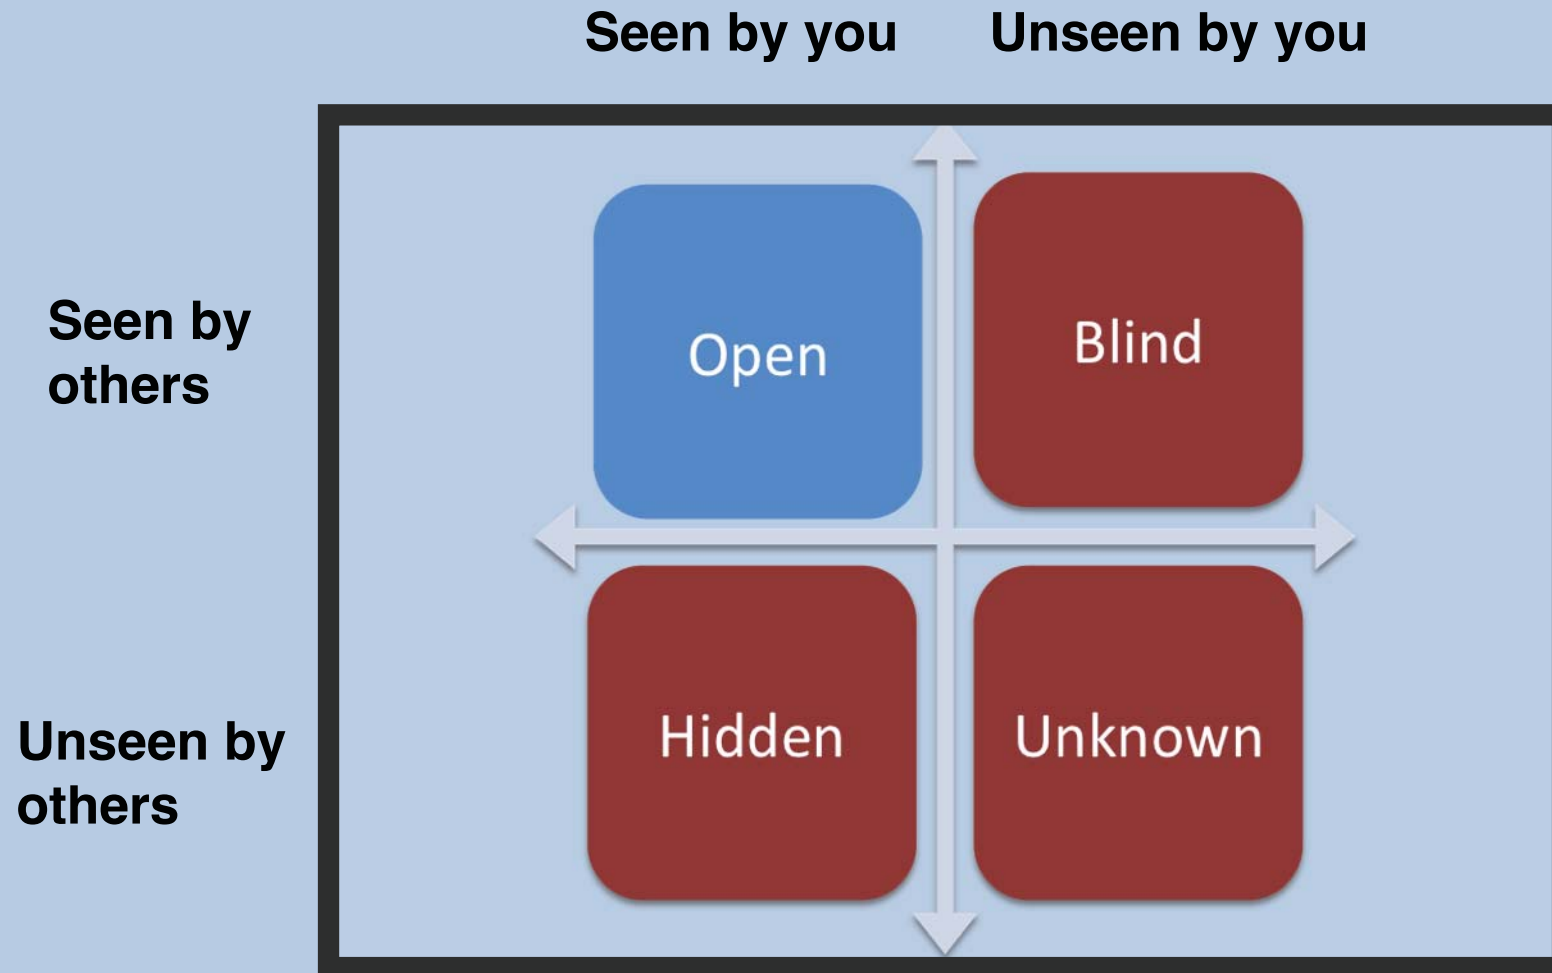 Seen by you
Unseen by you
Seen by
others
Open
Blind
Unseen by
others
Hidden
Unknown